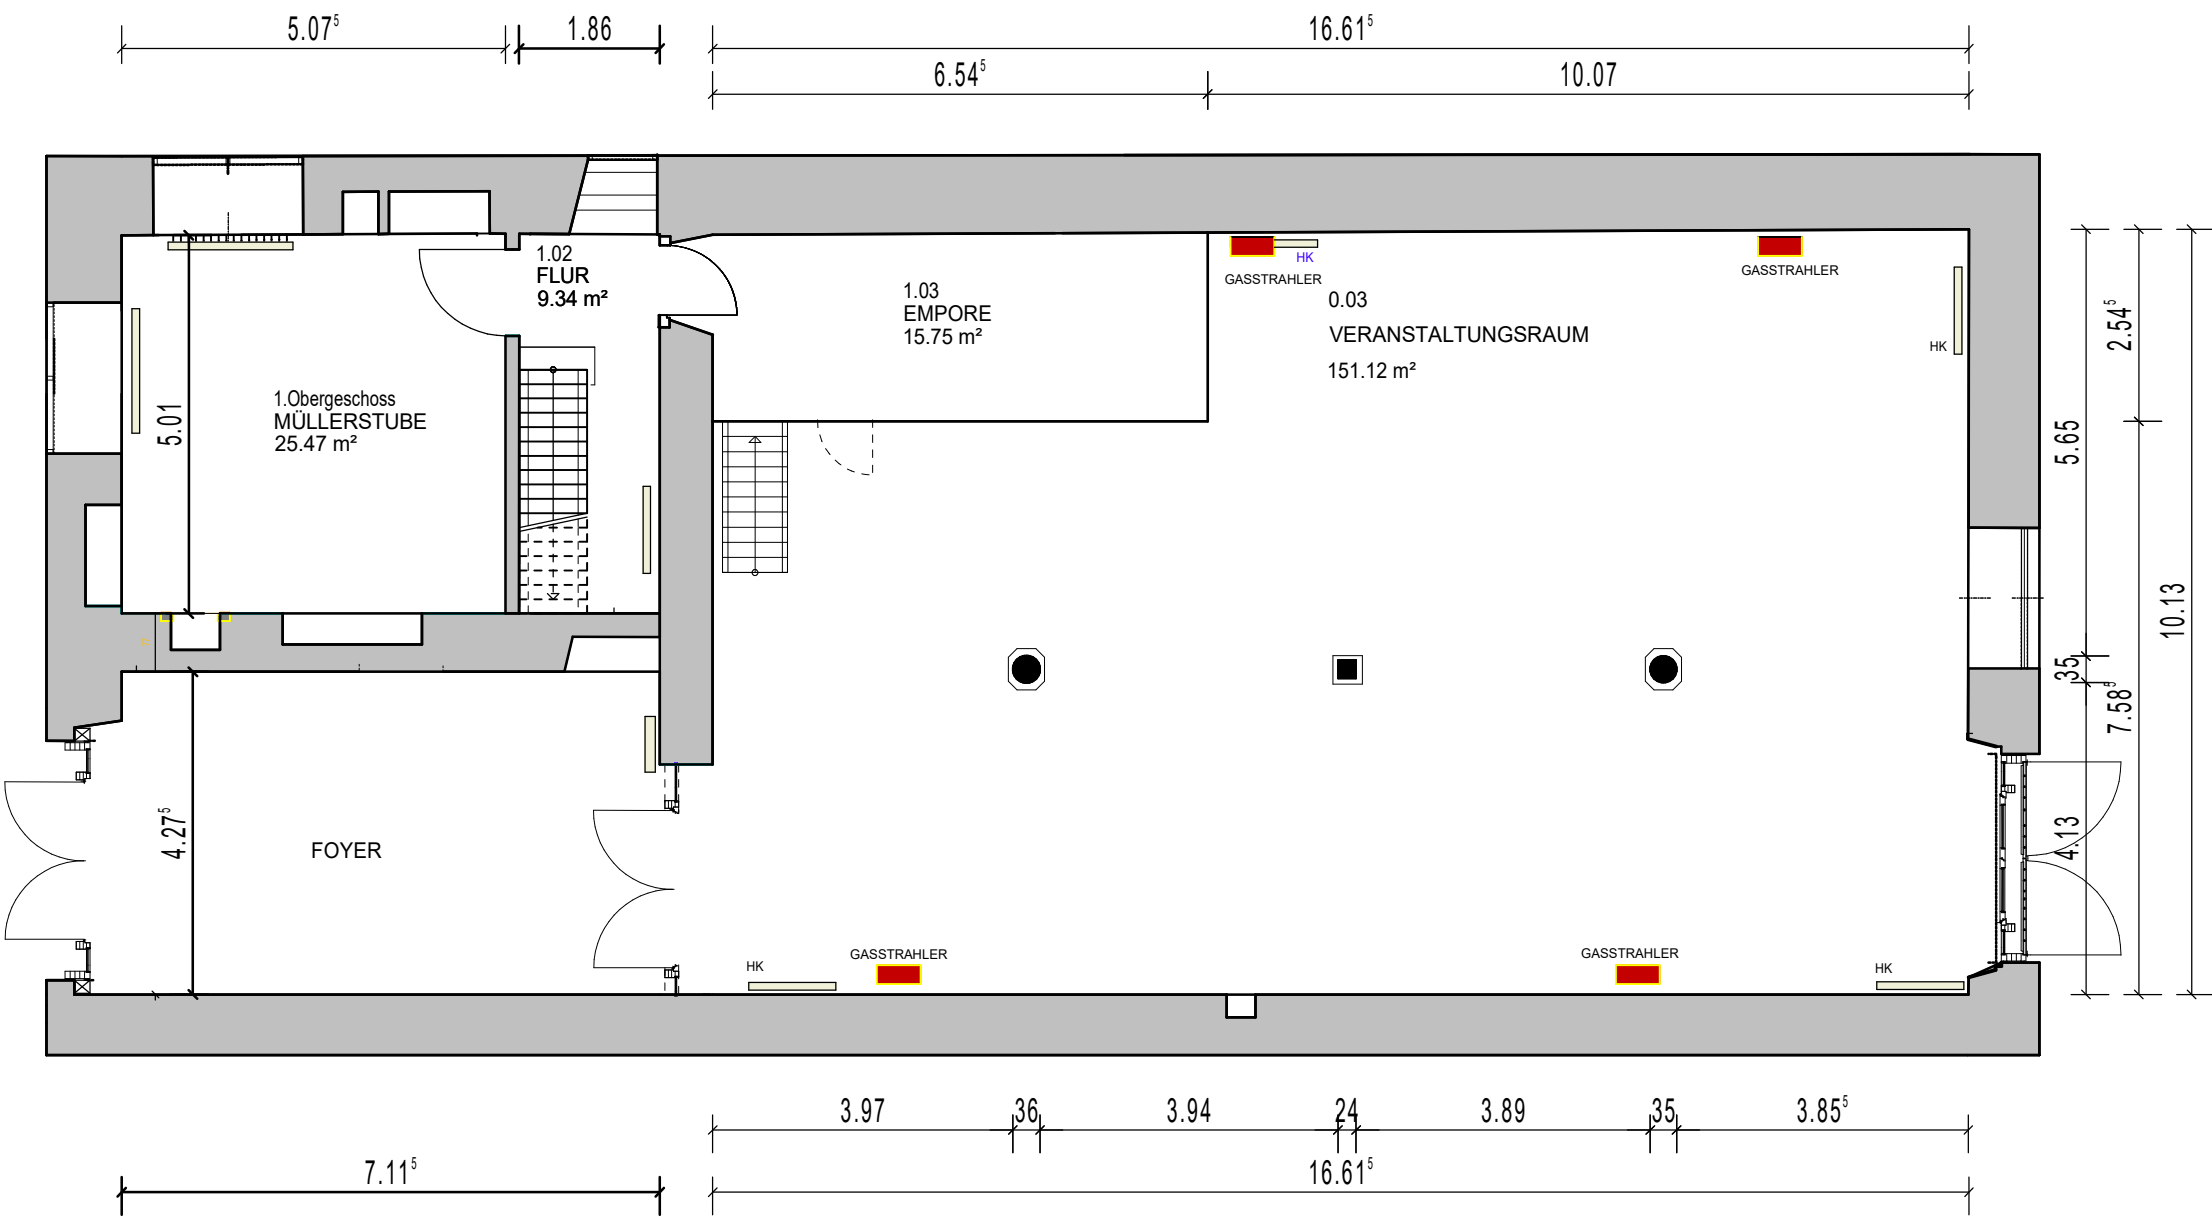 5.07⁵
1.86
16.61⁵
6.54⁵
10.07
1.02
FLUR
9.34 m²
1.03
EMPORE
15.75 m²
HK
GASSTRAHLER
GASSTRAHLER
0.03
VERANSTALTUNGSRAUM
151.12 m²
HK
1.Obergeschoss
MÜLLERSTUBE
25.47 m²
5.01
2.54⁵
5.65
10.13
35
7.58⁵
4.13
4.27⁵
FOYER
HK
GASSTRAHLER
GASSTRAHLER
HK
3.97
36
3.94
24
3.89
35
3.85⁵
7.11⁵
16.61⁵